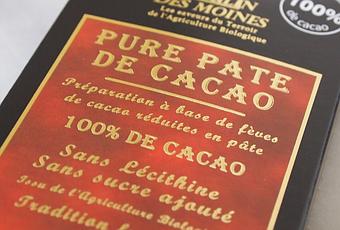 DES MOINES
Les saveurs du Terroir
de l'Agriculture Biologique
100%
de cacao
PURE PATE
DE CACAO
Préparation à base de fèves
de cacao réduites en pâte
100% DE CACAO
Sans Lécithine
Sans sucre ajouté
Issu de l'Agriculture Biologique
Tradition